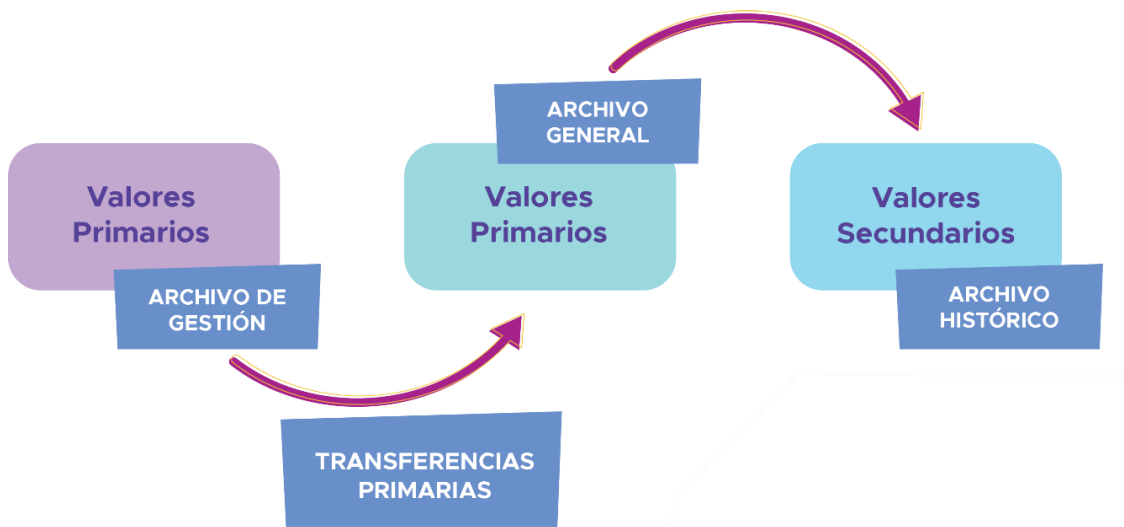 Valores
Primarios
ARCHIVO DE
GESTIÓN
TRANSFERENCIAS
PRIMARIAS
ARCHIVO
GENERAL
Valores
Primarios
Valores
Secundarios
ARCHIVO
HISTÓRICO